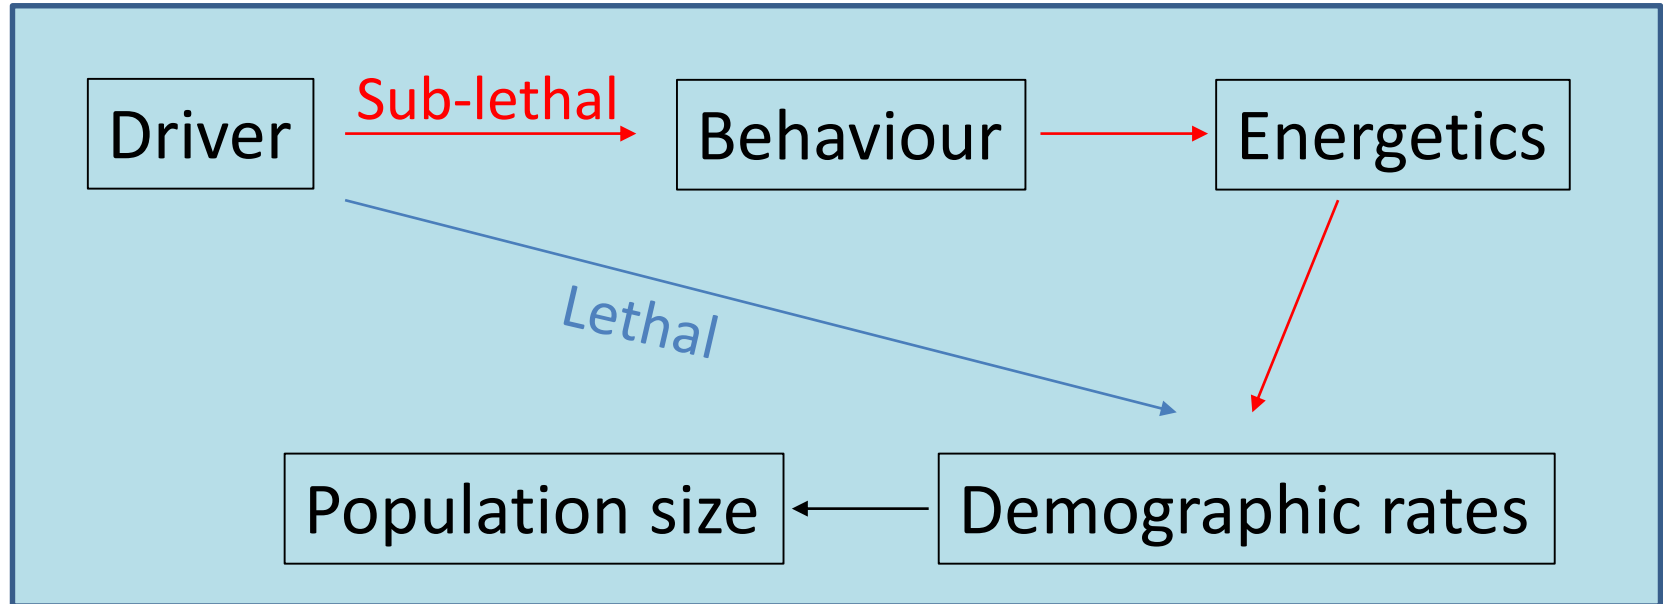 Driver
Sub-lethal
Behaviour
Energetics
Lethal
Population size
Demographic rates